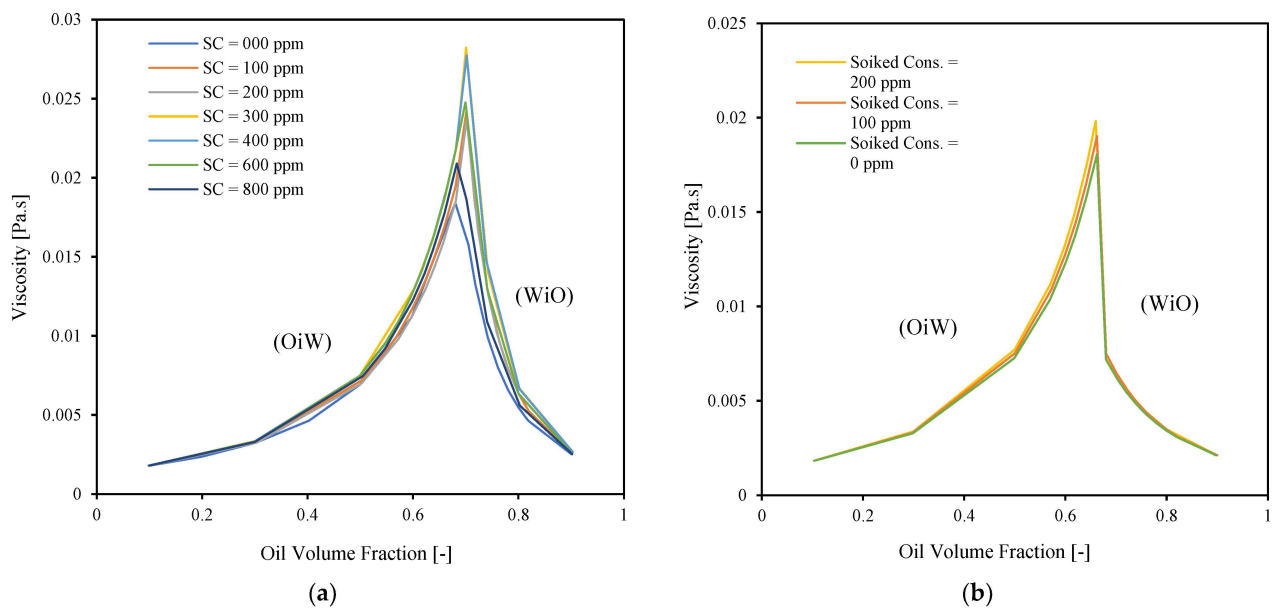 0.03
0.025
0.02
0.015
0.01
0.005
0
Viscosity [Pa.s]
SC = 000 ppm
SC = 100 ppm
SC = 200 ppm
SC = 300 ppm
SC = 400 ppm
SC = 600 ppm
SC = 800 ppm
(OiW)
(WiO)
0 0.2 0.4 0.6 0.8 1
Oil Volume Fraction [-]
(a)
0.025
0.02
0.015
0.01
0.005
0
Viscosity [Pa.s]
Soiked Cons. =
200 ppm
Soiked Cons. =
100 ppm
Soiked Cons. =
0 ppm
(OiW)
(WiO)
0 0.2 0.4 0.6 0.8 1
Oil Volume Fraction [-]
(b)